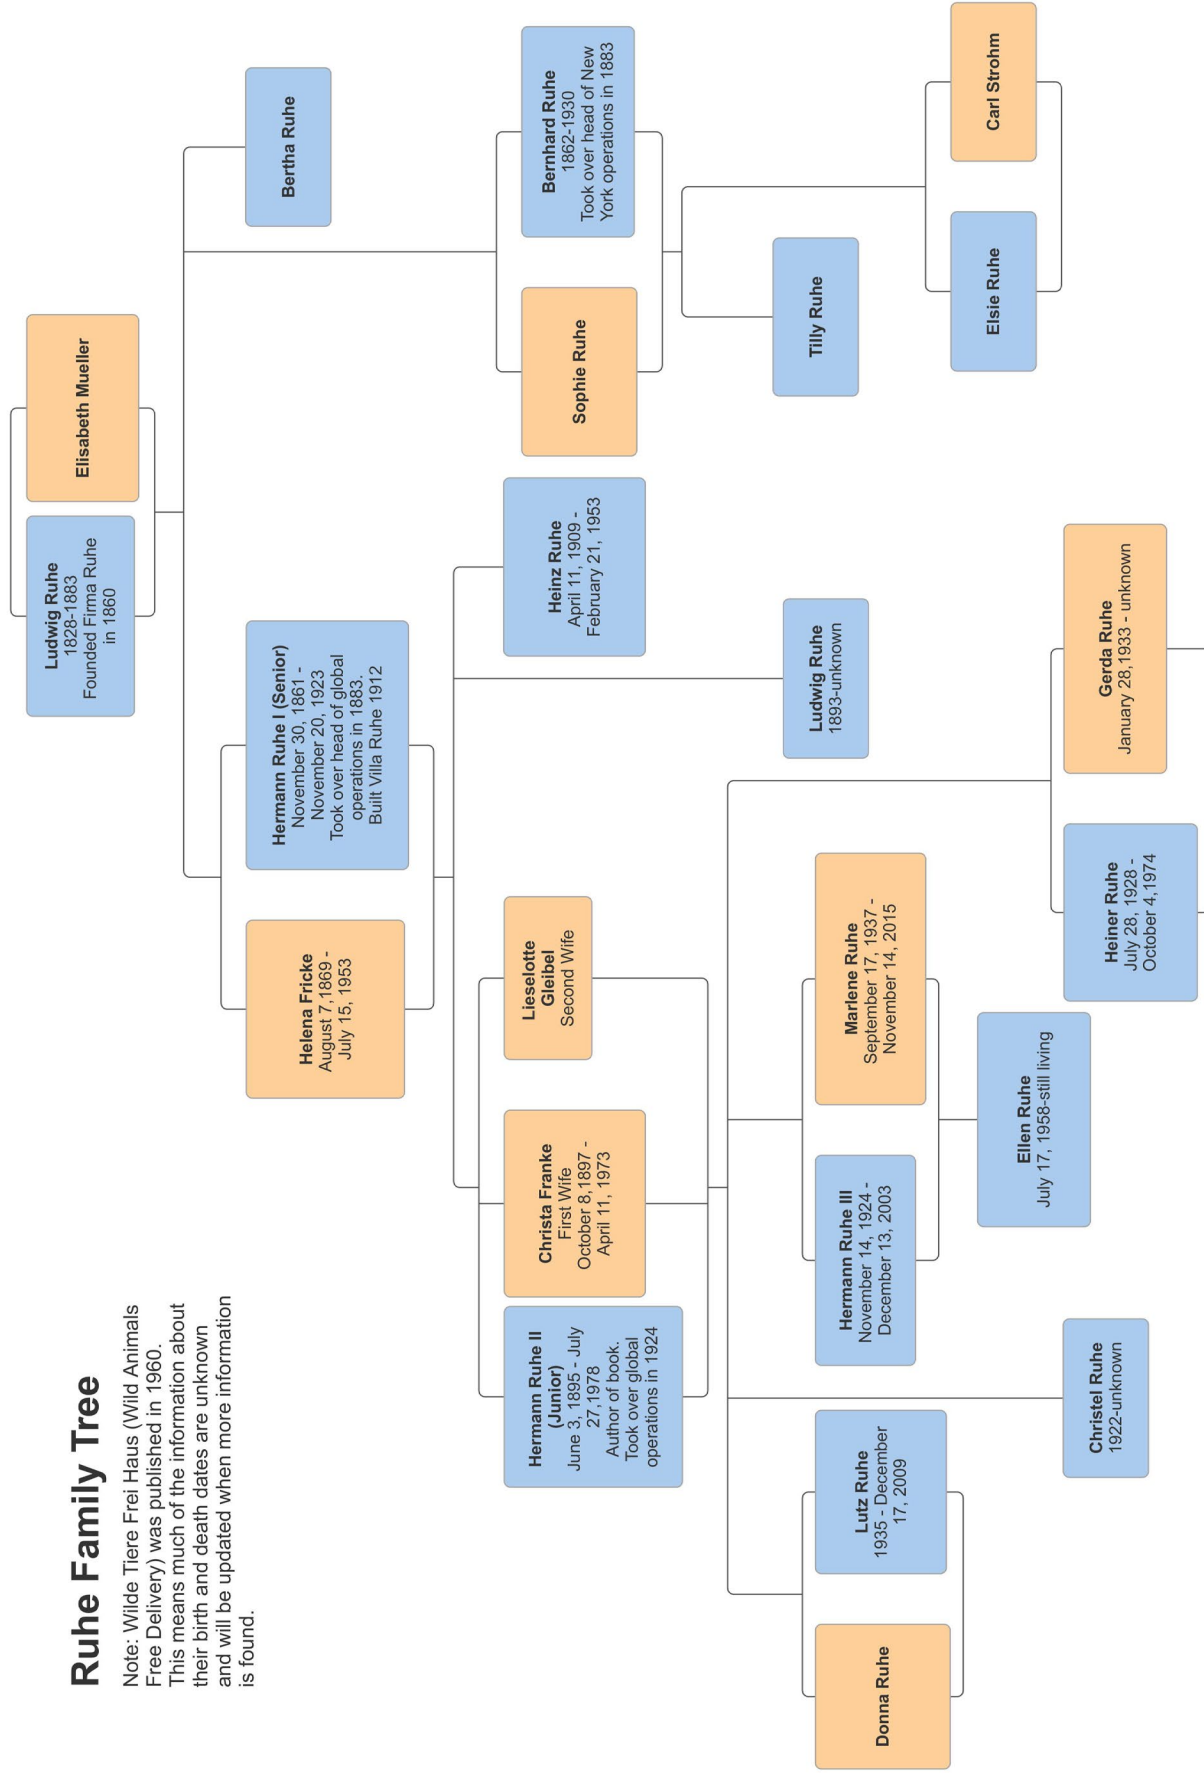 Ruhe Family Tree
Note: Wilde Tiere Frei Haus (Wild Animals
Free Delivery) was published in 1960.
This means much of the information about
their birth and death dates are unknown
and will be updated when more information
is found.
Ludwig Ruhe
1828-1883
Founded Firma Ruhe
in 1860
Elisabeth Mueller
Helena Fricke
August 7,1869 -
July 15, 1953
Hermann Ruhe I (Senior)
November 30, 1861 -
November 20, 1923
Took over head of global
operations in 1883.
Built Villa Ruhe 1912
Bertha Ruhe
Hermann Ruhe II
(Junior)
June 3, 1895 - July
27,1978
Author of book.
Took over global
operations in 1924
Christa Franke
First Wife
October 8,1897 -
April 11, 1973
Lieselotte
Gleibel
Second Wife
Heinz Ruhe
April 11, 1909 -
February 21, 1953
Sophie Ruhe
Bernhard Ruhe
1862-1930
Took over head of New
York operations in 1883
Donna Ruhe
Lutz Ruhe
1935 - December
17, 2009
Hermann Ruhe III
November 14, 1924 -
December 13, 2003
Marlene Ruhe
September 17, 1937 -
November 14, 2015
Ludwig Ruhe
1893-unknown
Tilly Ruhe
Elsie Ruhe
Carl Strohm
Christel Ruhe
1922-unknown
Ellen Ruhe
July 17, 1958-still living
Heiner Ruhe
July 28, 1928 -
October 4,1974
Gerda Ruhe
January 28,1933 - unknown